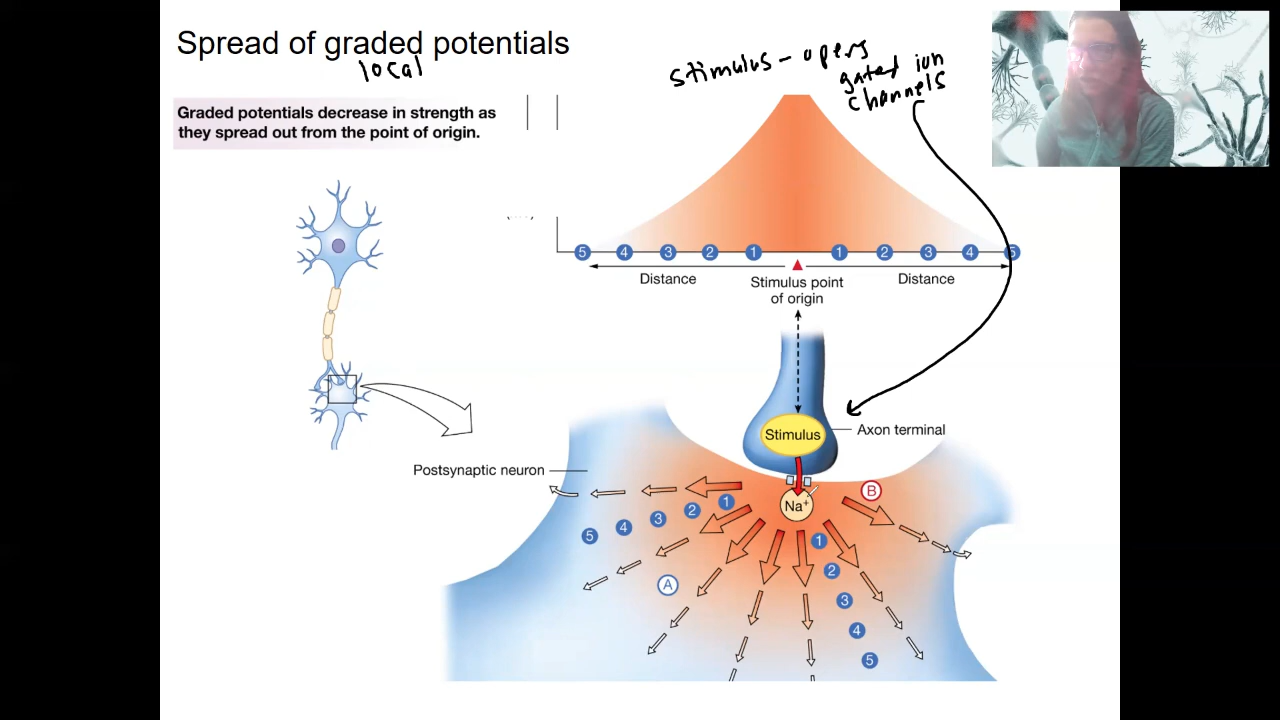 Spread of graded potentials
local
stimulus - opens
gated ion
channels
Graded potentials decrease in strength as
they spread out from the point of origin.
5 4 3 2 1 1 2 3 4 5
Distance
Distance
Stimulus point
of origin
Stimulus
Axon terminal
Postsynaptic neuron
Na+
B
1 2 3 4 5
A
1
2
3
4
5